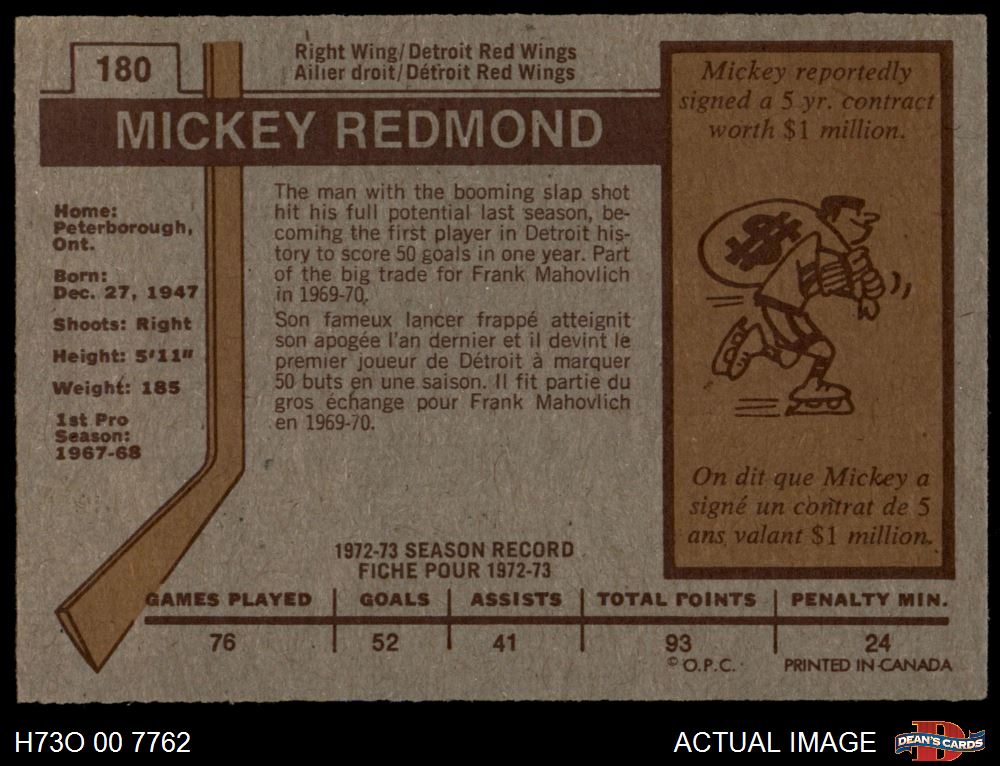 180
Right Wing/Detroit Red Wings
Ailier droit/Détroit Red Wings
MICKEY REDMOND
Home:
Peterborough,
Ont.
Born:
Dec. 27, 1947
Shoots: Right
Height: 5'11"
Weight: 185
1st Pro
Season:
1967-68
The man with the booming slap shot
hit his full potential last season, be-
coming the first player in Detroit his-
tory to score 50 goals in one year. Part
of the big trade for Frank Mahovlich
in 1969-70.
Son fameux lancer frappé atteignit
son apogée l'an dernier et il devint le
premier joueur de Détroit à marquer
50 buts en une saison. Il fit partie du
gros échange pour Frank Mahovlich
en 1969-70.
Mickey reportedly
signed a 5 yr. contract
worth $1 million.
$
On dit que Mickey a
signé un contrat de 5
ans valant $1 million.
1972-73 SEASON RECORD
FICHE POUR 1972-73
GAMES PLAYED GOALS ASSISTS TOTAL POINTS PENALTY MIN.
76 52 41 93 24
© O.P.C. PRINTED IN CANADA
H73O 00 7762
ACTUAL IMAGE
DEAN'S CARDS